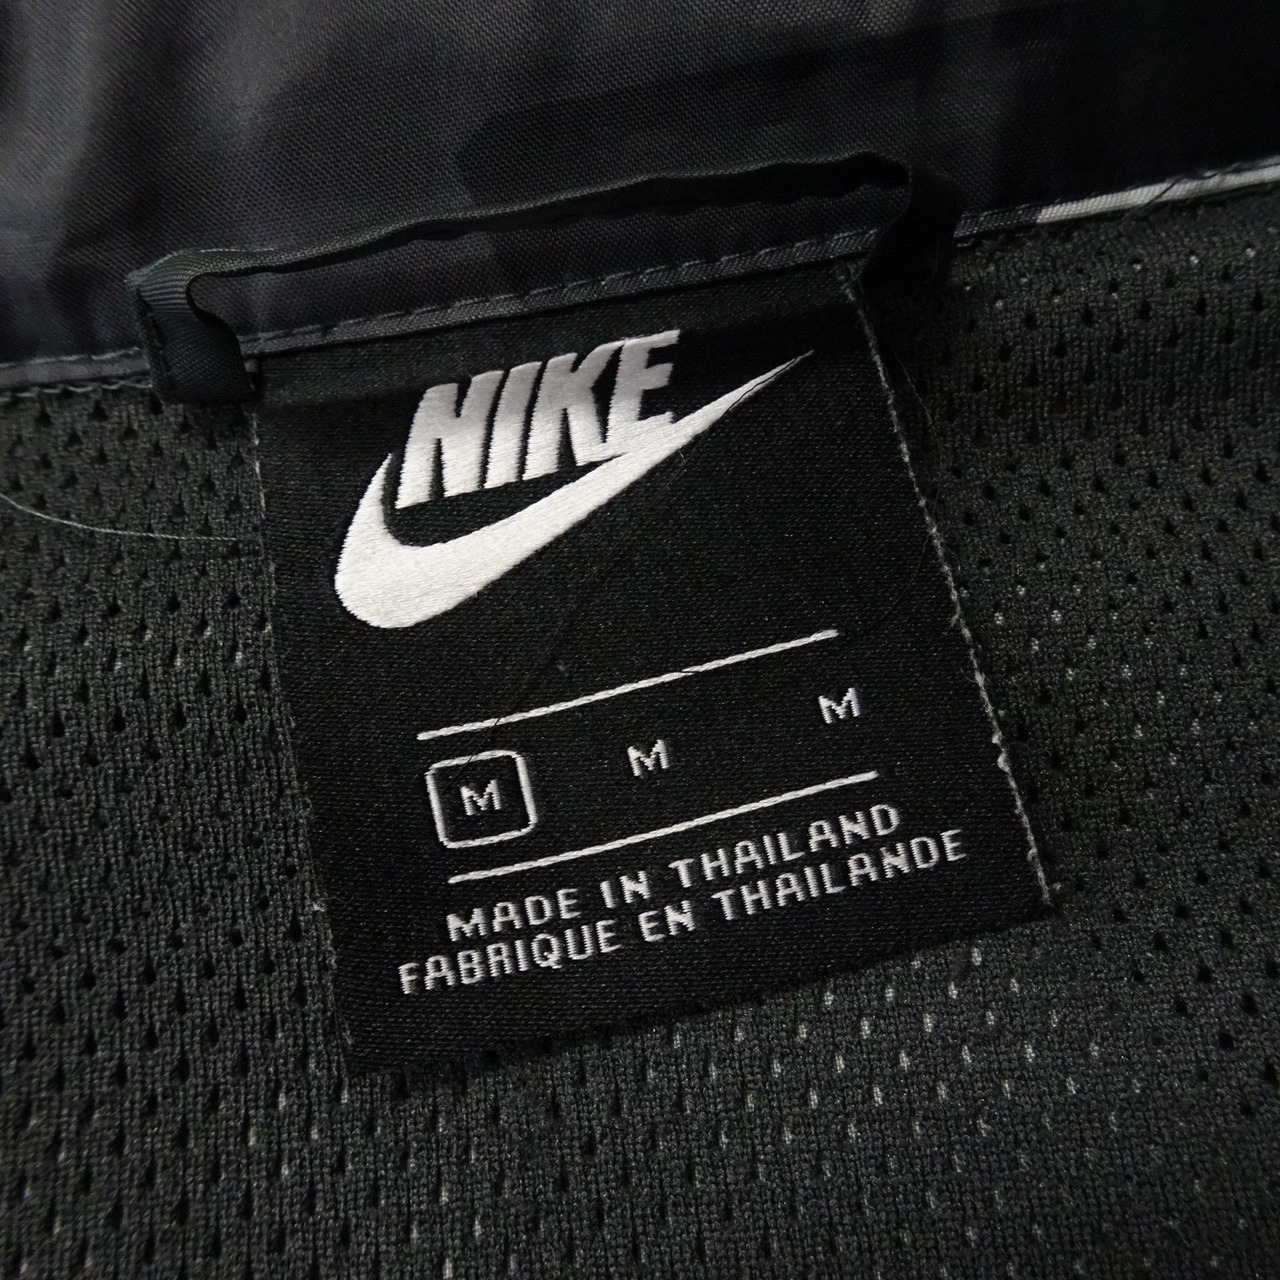 NIKE
M M M
MADE IN THAILAND
FABRIQUE EN THAILANDE